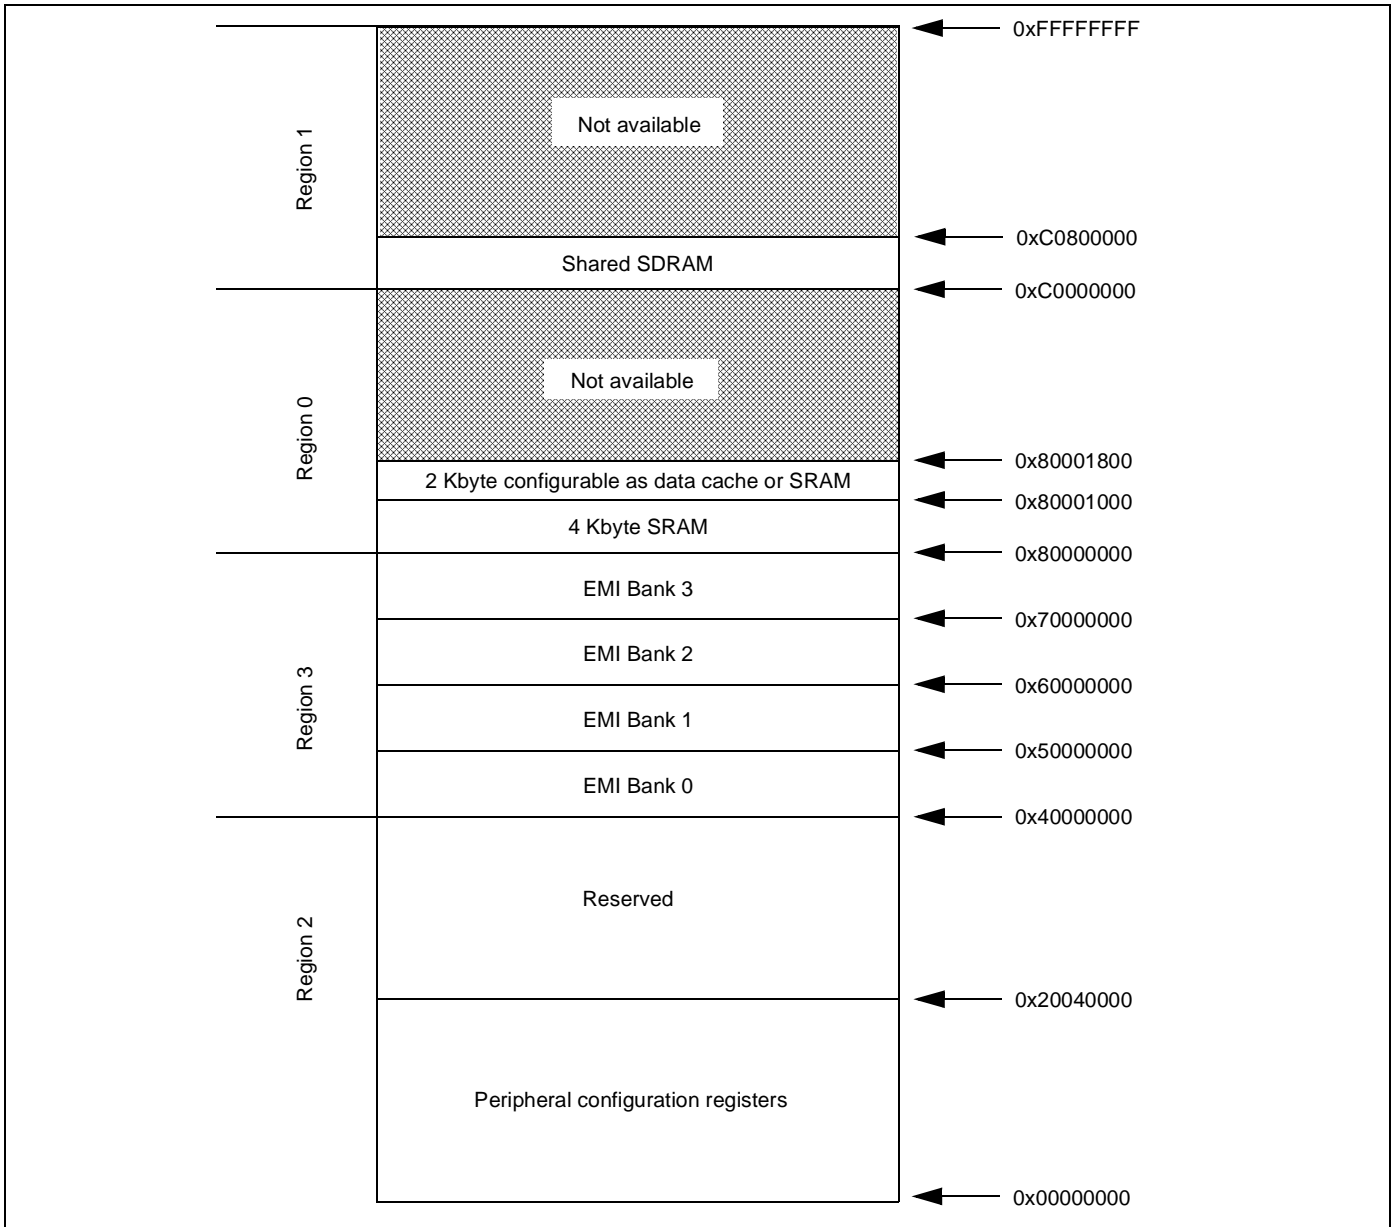 0xFFFFFFFF
Not available
Region 1
0xC0800000
Shared SDRAM
0xC0000000
Not available
Region 0
0x80001800
2 Kbyte configurable as data cache or SRAM
0x80001000
4 Kbyte SRAM
0x80000000
EMI Bank 3
0x70000000
EMI Bank 2
Region 3
0x60000000
EMI Bank 1
0x50000000
EMI Bank 0
0x40000000
Reserved
Region 2
0x20040000
Peripheral configuration registers
0x00000000